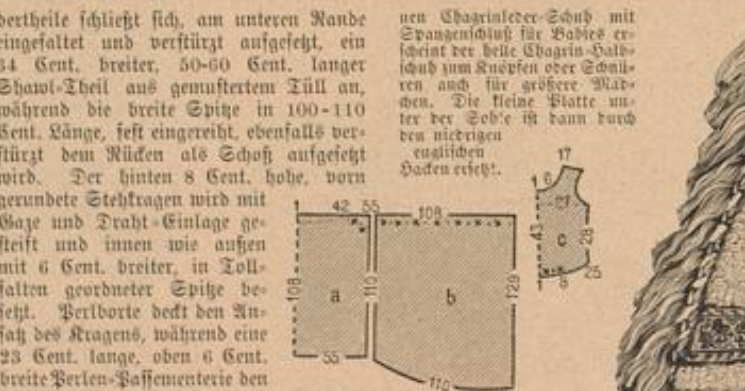 dertheile ſchließt ſich, am unteren Rande
eingefaltet und verſtürzt aufgeſetzt, ein
34 Cent. breiter, 50-60 Cent. langer
Shawl-Theil aus gemuſtertem Tüll an,
während die breite Spitze in 100-110
Cent. Länge, feſt eingereiht, ebenfalls ver-
ſtürzt dem Rücken als Schoß aufgeſetzt
wird. Der hinten 8 Cent. hohe, vorn
gerundete Stehkragen wird mit
Gaze und Draht-Einlage ge-
ſteift und innen wie außen
mit 6 Cent. breiter, in Toll-
falten geordneter Spitze be-
ſetzt. Perlborte deckt den An-
ſatz des Kragens, während eine
23 Cent. lange, oben 6 Cent.
breite Perlen-Paſſementerie den
nen Chagrinleder-Schuh mit
Spangenſchluß für Babies er-
ſcheint der helle Chagrin-Halb-
ſchuh zum Knöpfen oder Schnü-
ren auch für größere Mäd-
chen. Die kleine Platte un-
ter der Sohle iſt dann durch
den niedrigen
engliſchen
Hacken erſetzt.
1 42 55 108
108 a 110 b 129
55
110
17
1 6
27
43 c 28
8 25